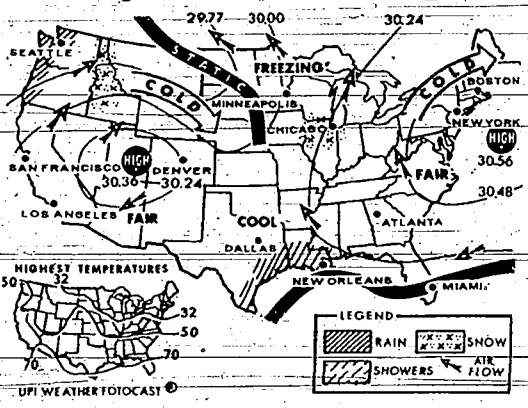 29.77 30.00 30.24
SEATTLE
STATIC
FREEZING
COLD
MINNEAPOLIS
COLD
BOSTON
CHICAGO
NEW YORK
HIGH
30.56
SAN FRANCISCO
HIGH
DENVER
30.36
30.24
FAIR
30.48
LOS ANGELES
FAIR
COOL
ATLANTA
DALLAS
NEW ORLEANS
MIAMI
HIGHEST TEMPERATURES
50
32
32
50
70
70
LEGEND
RAIN
SNOW
SHOWERS
AIR FLOW
UPI WEATHER FOTOCAST